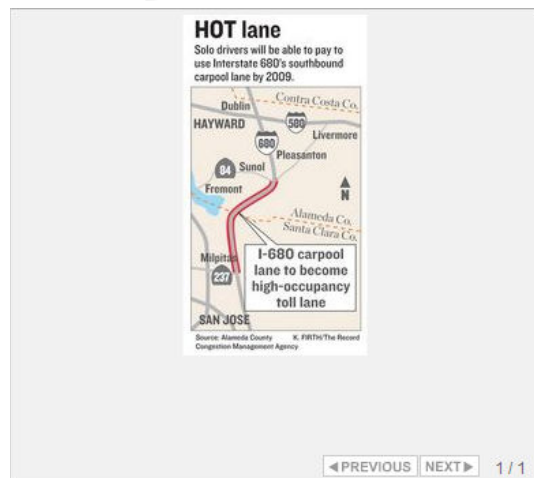 HOT lane
Solo drivers will be able to pay to
use Interstate 680's southbound
carpool lane by 2009.
Contra Costa Co.
Dublin
HAYWARD
580
Livermore
680
Pleasanton
84
Sunol
Fremont
N
Alameda Co.
Santa Clara Co.
I-680 carpool
lane to become
high-occupancy
toll lane
Milpitas
237
SAN JOSE
Source: Alameda County
Congestion Management Agency
K. FIRTH/The Record
PREVIOUS
NEXT
1 / 1